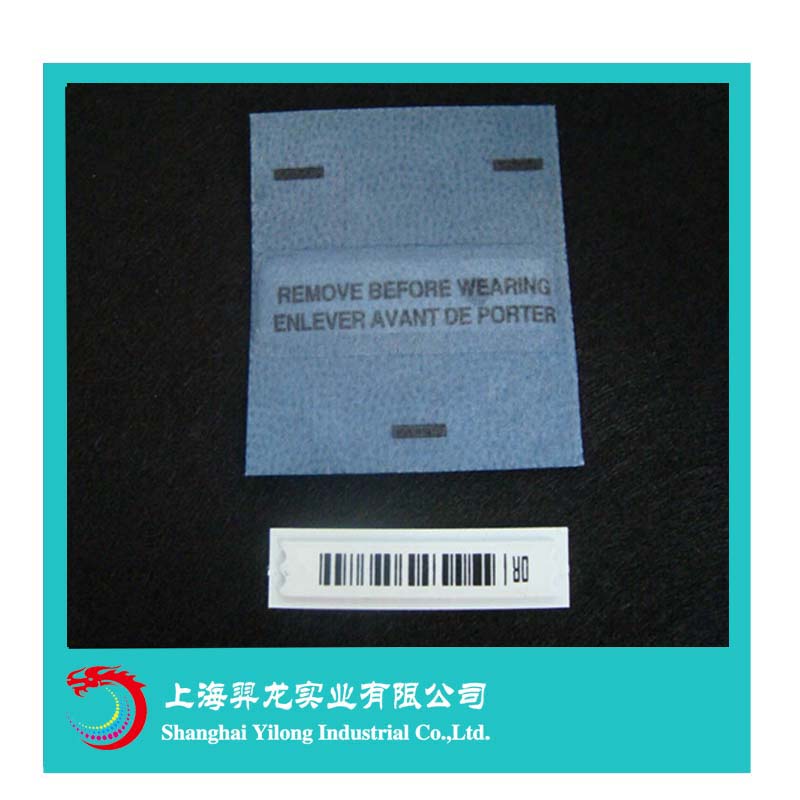 REMOVE BEFORE WEARING
ENLEVER AVANT DE PORTER
DR
上海羿龙实业有限公司
Shanghai Yilong Industrial Co.,Ltd.